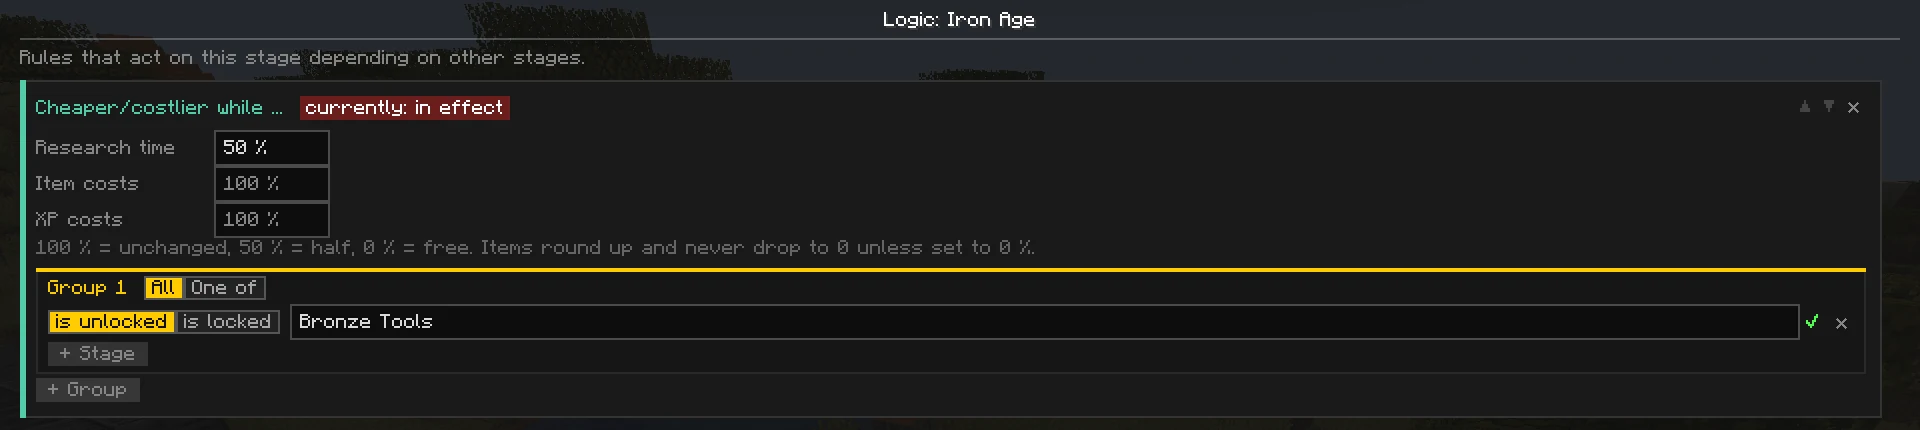 Logic: Iron Age
Rules that act on this stage depending on other stages.
Cheaper/costlier while … currently: in effect
Research time 50 %
Item costs 100 %
XP costs 100 %
100 % = unchanged, 50 % = half, 0 % = free. Items round up and never drop to 0 unless set to 0 %.
Group 1 All One of
is unlocked is locked Bronze Tools
+ Stage
+ Group